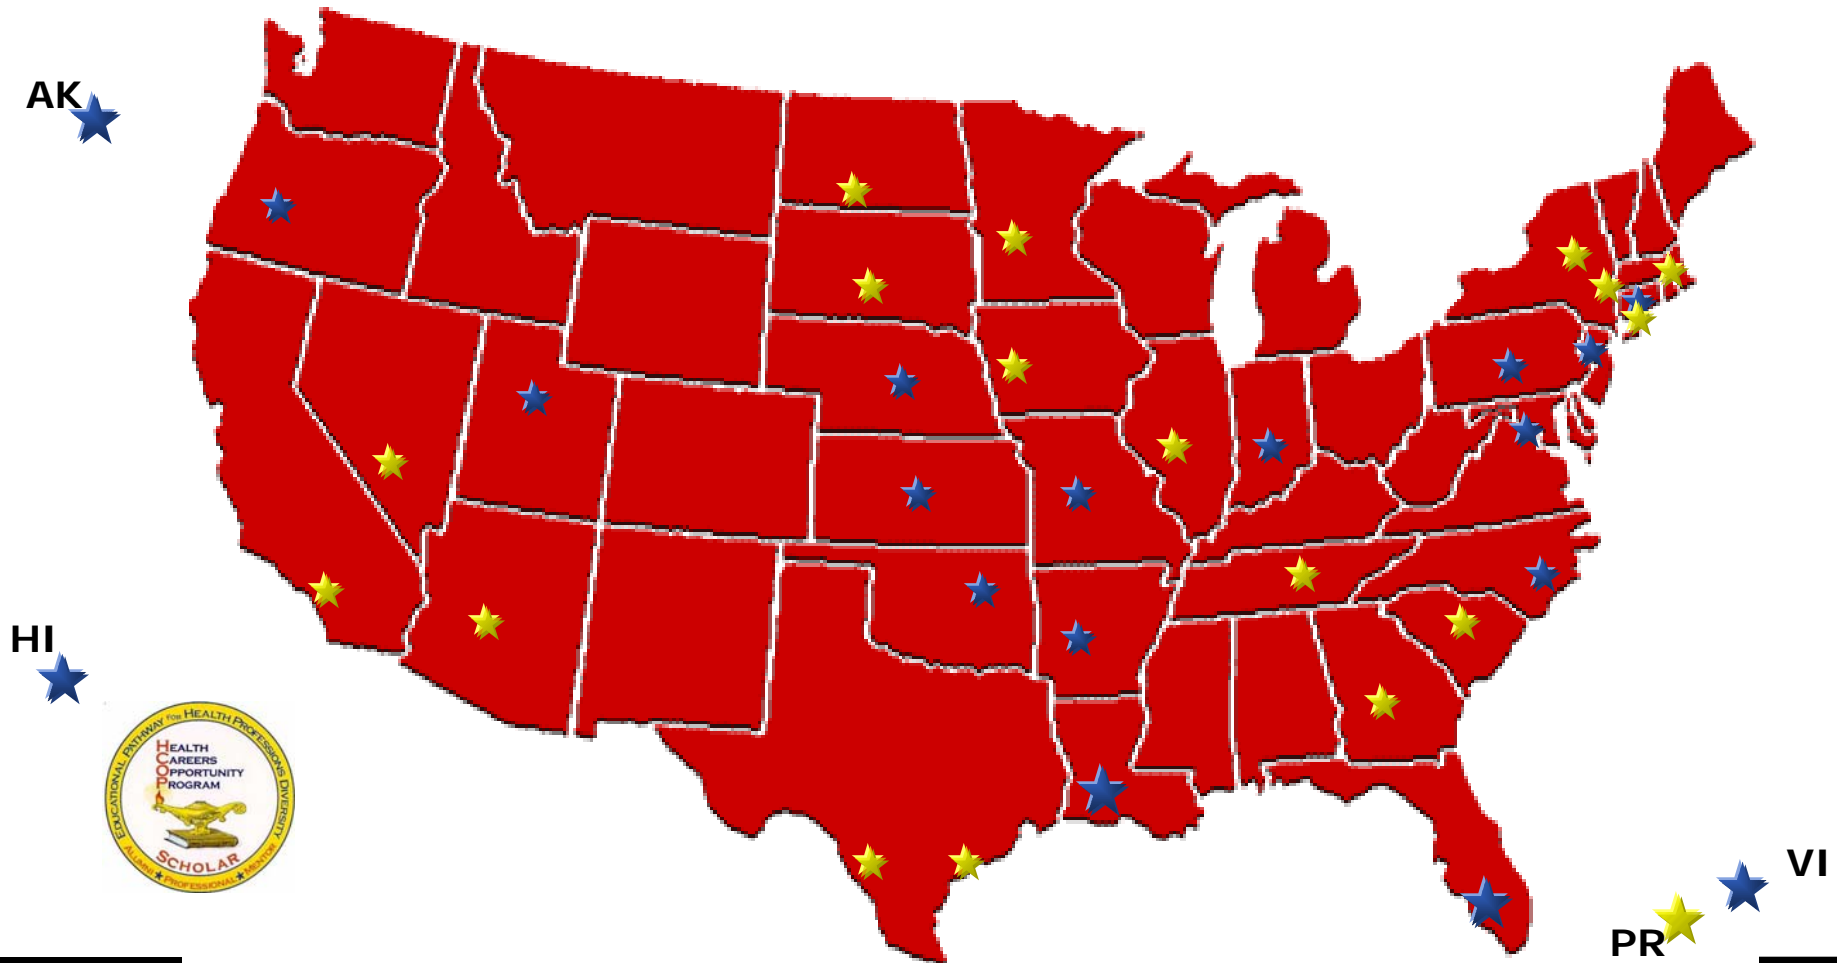 AK
HI
EDUCATIONAL PATHWAY FOR HEALTH PROFESSIONS DIVERSITY
HEALTH
CAREERS
OPPORTUNITY
PROGRAM
SCHOLAR
ALUMNI ★ PROFESSIONAL ★ MENTOR
VI
PR